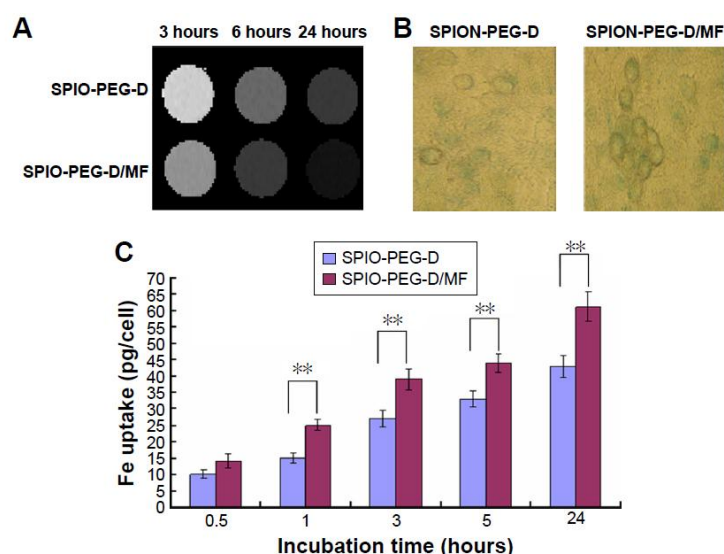 A
3 hours 6 hours 24 hours
SPIO-PEG-D
SPIO-PEG-D/MF
B
SPION-PEG-D SPION-PEG-D/MF
C
SPIO-PEG-D
SPIO-PEG-D/MF
Fe uptake (pg/cell)
70
65
60
55
50
45
40
35
30
25
20
15
10
5
0
** ** ** **
0.5 1 3 5 24
Incubation time (hours)